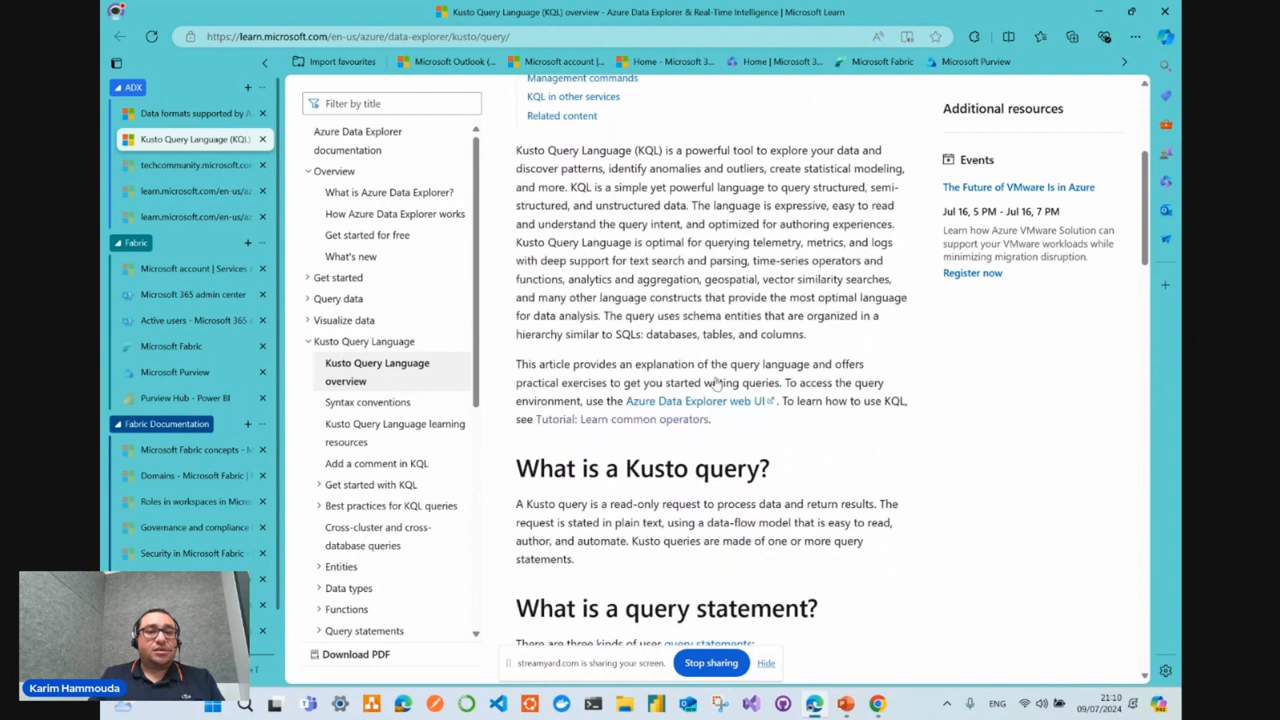 Kusto Query Language (KQL) overview - Azure Data Explorer & Real-Time Intelligence | Microsoft Learn
https://learn.microsoft.com/en-us/azure/data-explorer/kusto/query/
Import favourites
Microsoft Outlook (...
Microsoft account |...
Home - Microsoft 3...
Home | Microsoft 3...
Microsoft Fabric
Microsoft Purview
ADX
Data formats supported by A
Kusto Query Language (KQL)
techcommunity.microsoft.co
learn.microsoft.com/en-us/az
learn.microsoft.com/en-us/az
Fabric
Microsoft account | Services
Microsoft 365 admin center
Active users - Microsoft 365
Microsoft Fabric
Microsoft Purview
Purview Hub - Power BI
Fabric Documentation
Microsoft Fabric concepts - M
Domains - Microsoft Fabric |
Roles in workspaces in Micro
Governance and compliance
Security in Microsoft Fabric -
Filter by title
Azure Data Explorer
documentation
Overview
What is Azure Data Explorer?
How Azure Data Explorer works
Get started for free
What's new
Get started
Query data
Visualize data
Kusto Query Language
Kusto Query Language
overview
Syntax conventions
Kusto Query Language learning
resources
Add a comment in KQL
Get started with KQL
Best practices for KQL queries
Cross-cluster and cross-
database queries
Entities
Data types
Functions
Query statements
Download PDF
Management commands
KQL in other services
Related content
Kusto Query Language (KQL) is a powerful tool to explore your data and
discover patterns, identify anomalies and outliers, create statistical modeling,
and more. KQL is a simple yet powerful language to query structured, semi-
structured, and unstructured data. The language is expressive, easy to read
and understand the query intent, and optimized for authoring experiences.
Kusto Query Language is optimal for querying telemetry, metrics, and logs
with deep support for text search and parsing, time-series operators and
functions, analytics and aggregation, geospatial, vector similarity searches,
and many other language constructs that provide the most optimal language
for data analysis. The query uses schema entities that are organized in a
hierarchy similar to SQLs: databases, tables, and columns.
This article provides an explanation of the query language and offers
practical exercises to get you started writing queries. To access the query
environment, use the Azure Data Explorer web UI . To learn how to use KQL,
see Tutorial: Learn common operators.
What is a Kusto query?
A Kusto query is a read-only request to process data and return results. The
request is stated in plain text, using a data-flow model that is easy to read,
author, and automate. Kusto queries are made of one or more query
statements.
What is a query statement?
There are three kinds of user query statements:
Additional resources
Events
The Future of VMware Is in Azure
Jul 16, 5 PM - Jul 16, 7 PM
Learn how Azure VMware Solution can
support your VMware workloads while
minimizing migration disruption.
Register now
streamyard.com is sharing your screen.
Stop sharing
Hide
Karim Hammouda
ENG
21:10
09/07/2024